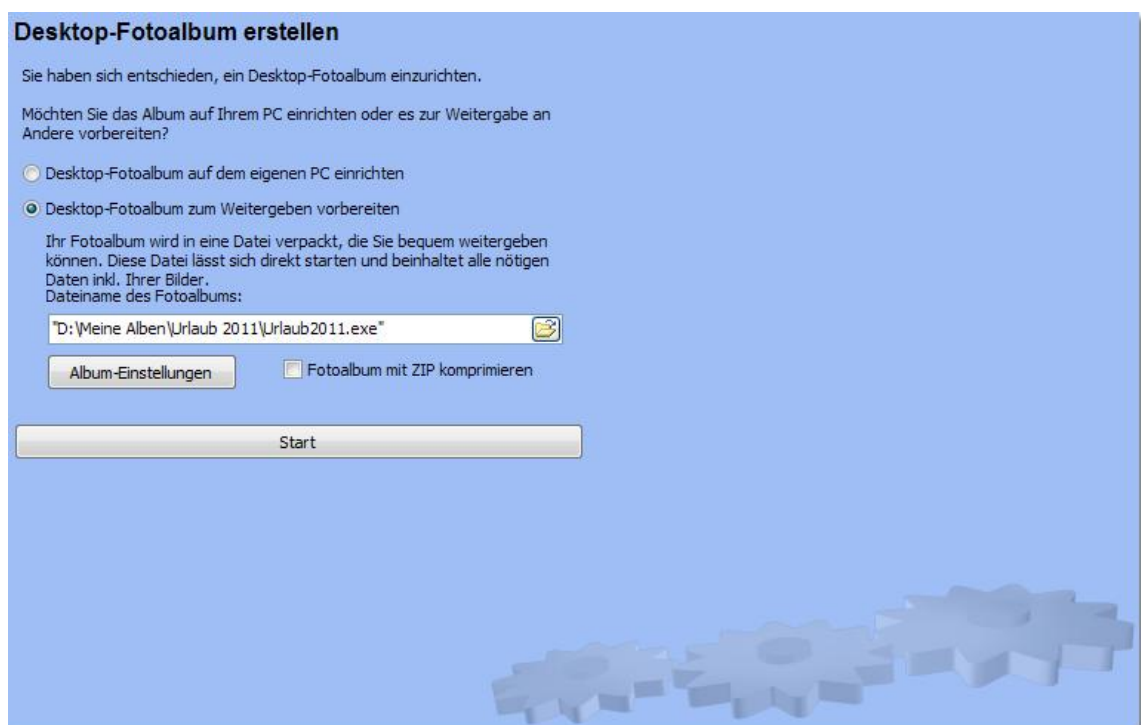 Desktop-Fotoalbum erstellen
Sie haben sich entschieden, ein Desktop-Fotoalbum einzurichten.
Möchten Sie das Album auf Ihrem PC einrichten oder es zur Weitergabe an
Andere vorbereiten?
Desktop-Fotoalbum auf dem eigenen PC einrichten
Desktop-Fotoalbum zum Weitergeben vorbereiten
Ihr Fotoalbum wird in eine Datei verpackt, die Sie bequem weitergeben
können. Diese Datei lässt sich direkt starten und beinhaltet alle nötigen
Daten inkl. Ihrer Bilder.
Dateiname des Fotoalbums:
"D:\Meine Alben\Urlaub 2011\Urlaub2011.exe"
Album-Einstellungen Fotoalbum mit ZIP komprimieren
Start